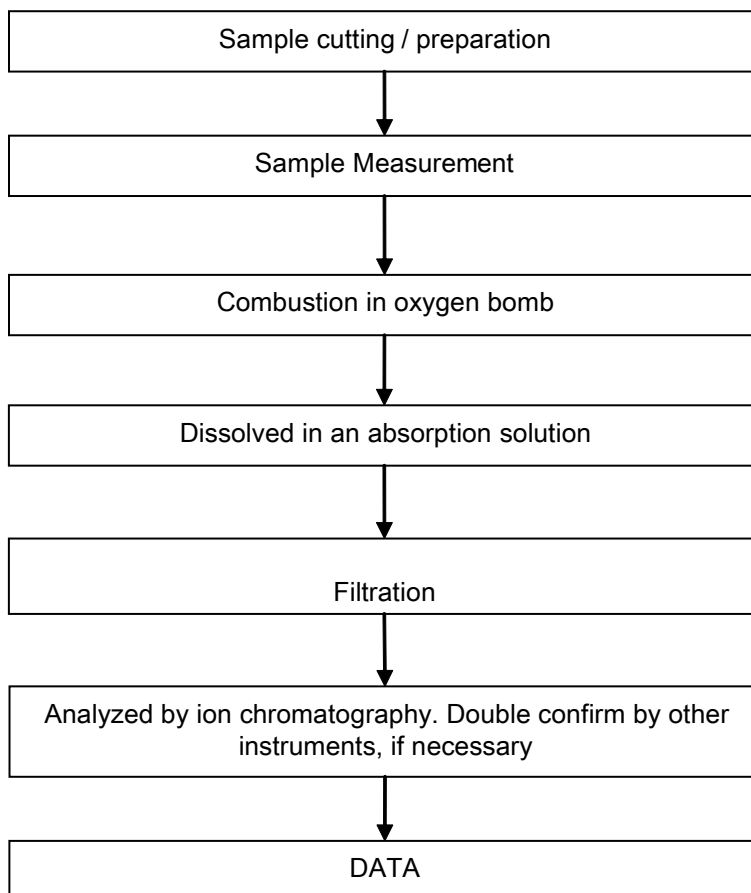 Sample cutting / preparation
Sample Measurement
Combustion in oxygen bomb
Dissolved in an absorption solution
Filtration
Analyzed by ion chromatography. Double confirm by other
instruments, if necessary
DATA